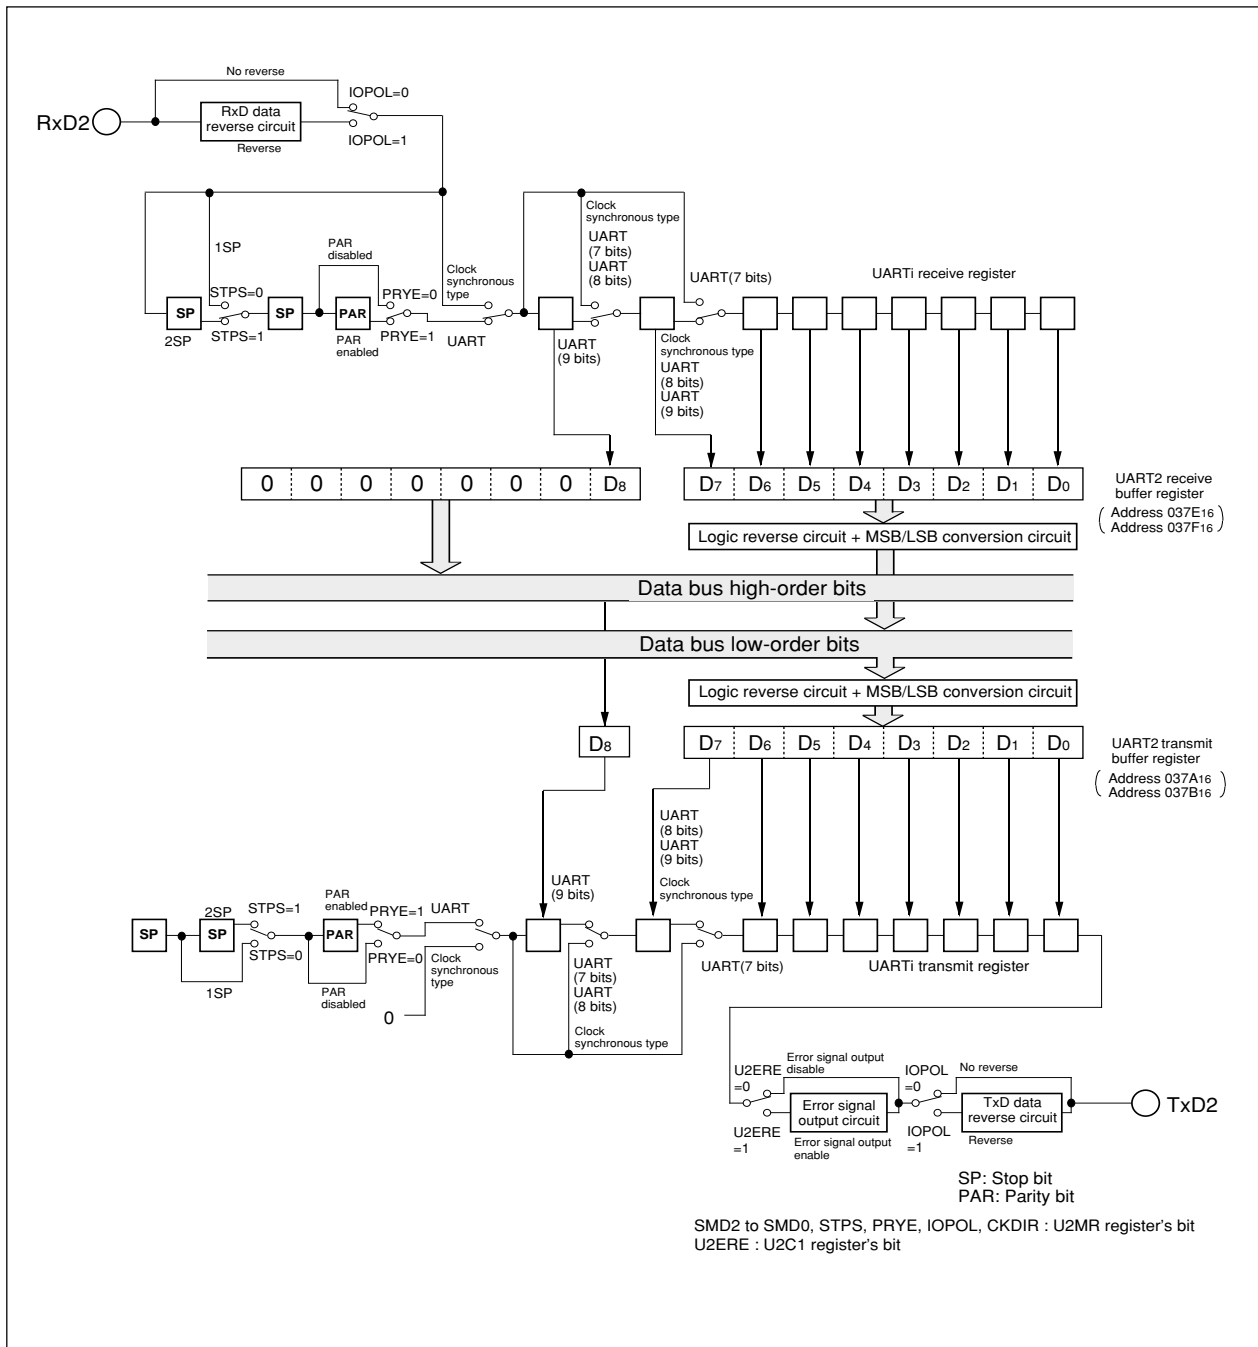 No reverse
IOPOL=0
RxD2
RxD data
reverse circuit
IOPOL=1
Reverse
Clock
synchronous type
1SP
PAR
disabled
UART
(7 bits)
UART
(8 bits)
Clock
synchronous
type
UART(7 bits)
UARTi receive register
STPS=0
PRYE=0
SP
SP
PAR
2SP
STPS=1
PAR
enabled
PRYE=1
UART
UART
(9 bits)
Clock
synchronous type
UART
(8 bits)
UART
(9 bits)
0 0 0 0 0 0 0 D8
D7 D6 D5 D4 D3 D2 D1 D0
UART2 receive
buffer register
Address 037E16
Address 037F16
Logic reverse circuit + MSB/LSB conversion circuit
Data bus high-order bits
Data bus low-order bits
Logic reverse circuit + MSB/LSB conversion circuit
D8
D7 D6 D5 D4 D3 D2 D1 D0
UART2 transmit
buffer register
Address 037A16
Address 037B16
UART
(8 bits)
UART
(9 bits)
Clock
synchronous type
UART
(9 bits)
PAR
enabled
2SP
STPS=1
PRYE=1
UART
SP
SP
PAR
STPS=0
PRYE=0
Clock
synchronous
type
1SP
PAR
disabled
0
UART
(7 bits)
UART
(8 bits)
Clock
synchronous type
UART(7 bits)
UARTi transmit register
Error signal output
disable
U2ERE
=0
IOPOL
=0
No reverse
Error signal
output circuit
TxD data
reverse circuit
TxD2
U2ERE
=1
Error signal output
enable
IOPOL
=1
Reverse
SP: Stop bit
PAR: Parity bit
SMD2 to SMD0, STPS, PRYE, IOPOL, CKDIR : U2MR register's bit
U2ERE : U2C1 register's bit